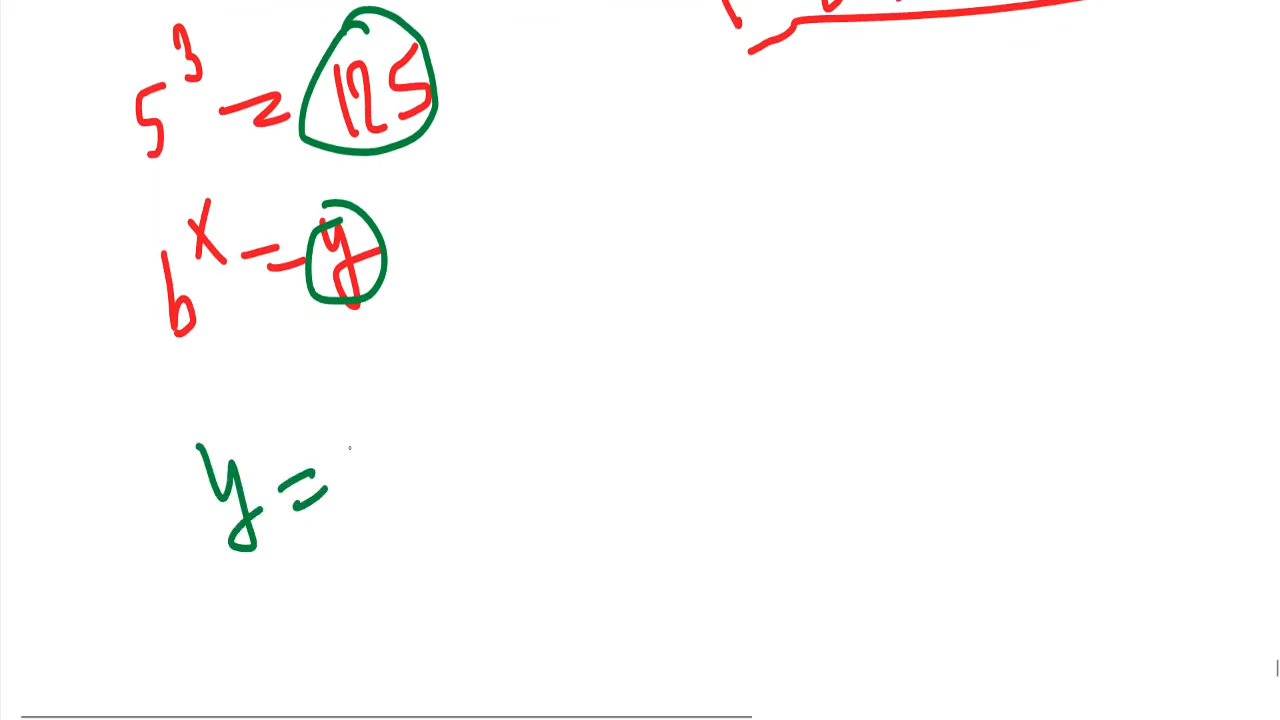 5³ = 125
bˣ = y
y =